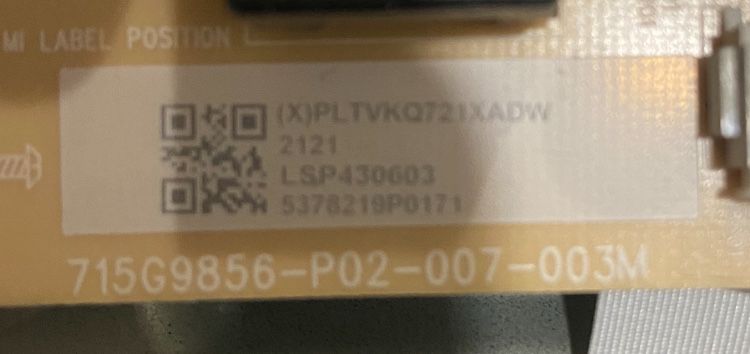 MI LABEL POSITION
(X)PLTVKQ721XADW
2121
LSP430603
5378219P0171
715G9856-P02-007-003M